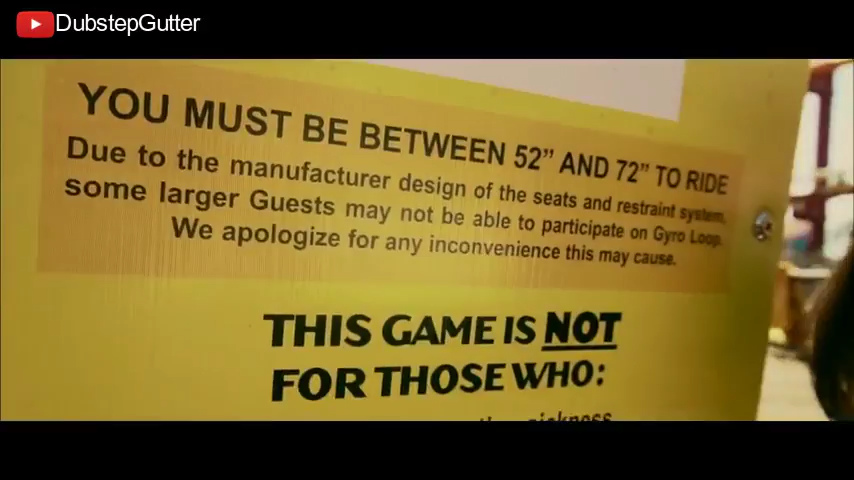 DubstepGutter
YOU MUST BE BETWEEN 52” AND 72” TO RIDE
Due to the manufacturer design of the seats and restraint system,
some larger Guests may not be able to participate on Gyro Loop.
We apologize for any inconvenience this may cause.
THIS GAME IS NOT
FOR THOSE WHO:
sickness